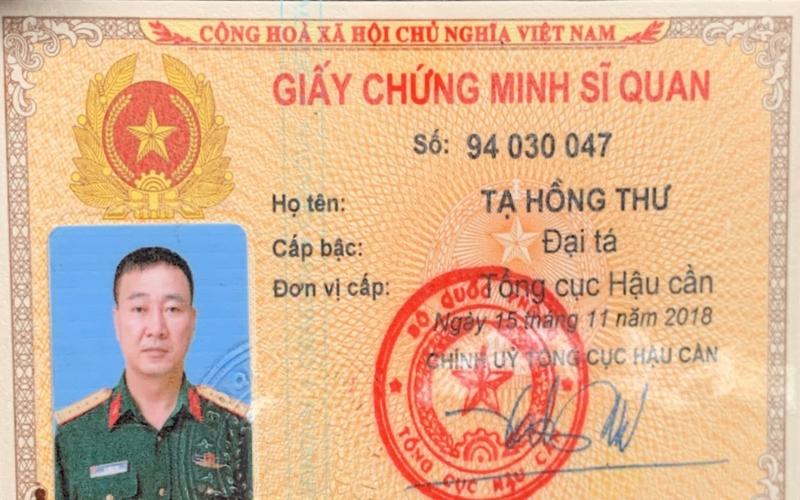 CỘNG HOÀ XÃ HỘI CHỦ NGHĨA VIỆT NAM
GIẤY CHỨNG MINH SĨ QUAN
Số: 94 030 047
Họ tên: TẠ HỒNG THƯ
Cấp bậc: Đại tá
Đơn vị cấp: Tổng cục Hậu cần
Ngày 15 tháng 11 năm 2018
CHÍNH UỶ TỔNG CỤC HẬU CẦN
BỘ QUỐC
TỔNG CỤC HẬU